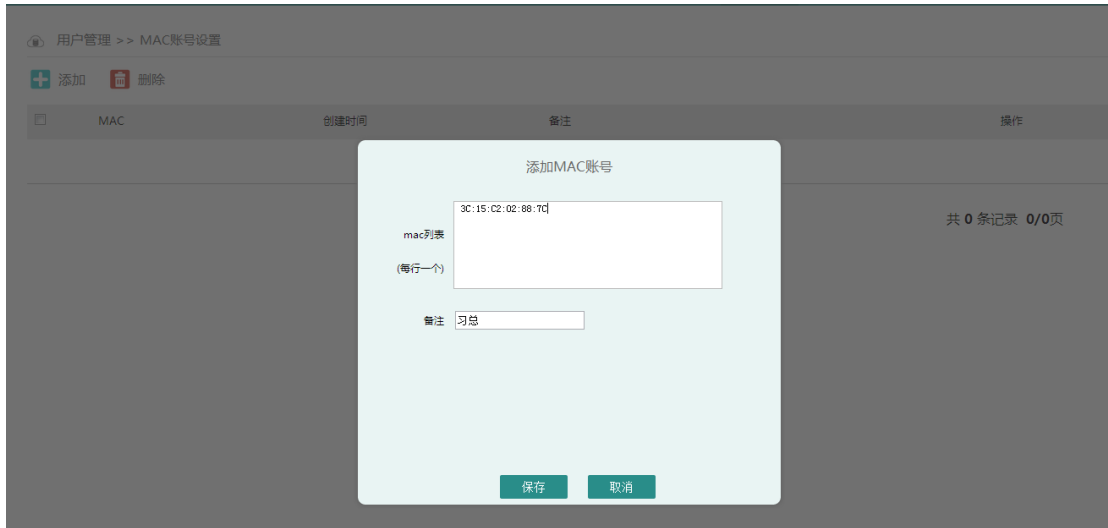 用户管理 >> MAC账号设置
添加 删除
MAC 创建时间 备注 操作
添加MAC账号
3C:15:C2:02:88:7C
mac列表
(每行一个)
共 0 条记录 0/0页
备注 习总
保存 取消